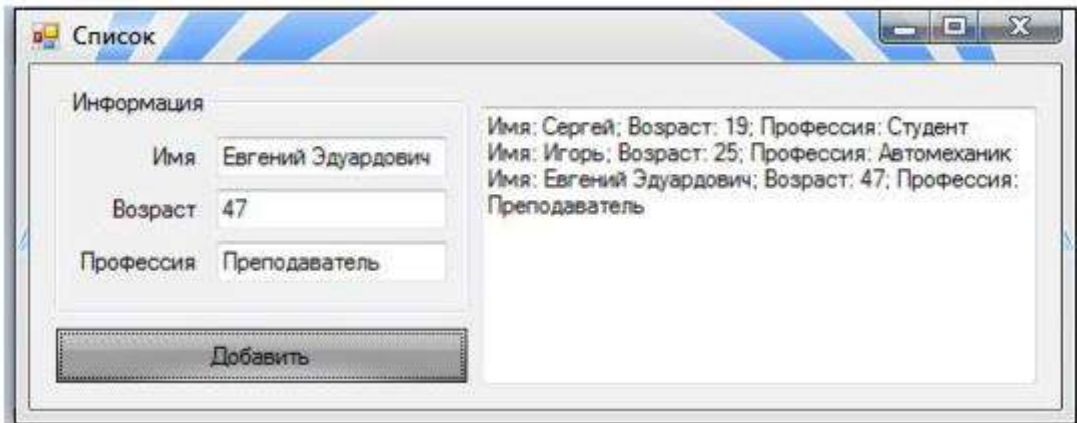 Список
Информация
Имя Евгений Эдуардович
Возраст 47
Профессия Преподаватель
Добавить
Имя: Сергей; Возраст: 19; Профессия: Студент
Имя: Игорь; Возраст: 25; Профессия: Автомеханик
Имя: Евгений Эдуардович; Возраст: 47; Профессия:
Преподаватель